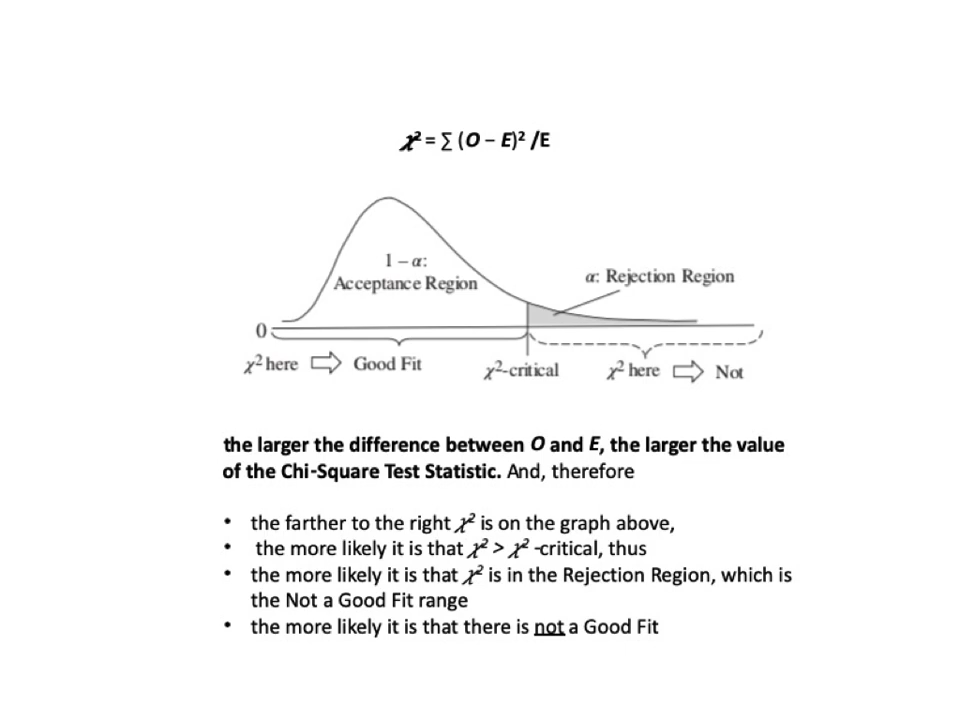 χ² = ∑ (O – E)² /E
1 – α:
Acceptance Region
α: Rejection Region
0
χ² here ⇨ Good Fit
χ²-critical
χ² here ⇨ Not
the larger the difference between O and E, the larger the value
of the Chi-Square Test Statistic. And, therefore
• the farther to the right χ² is on the graph above,
• the more likely it is that χ² > χ² -critical, thus
• the more likely it is that χ² is in the Rejection Region, which is
the Not a Good Fit range
• the more likely it is that there is not a Good Fit